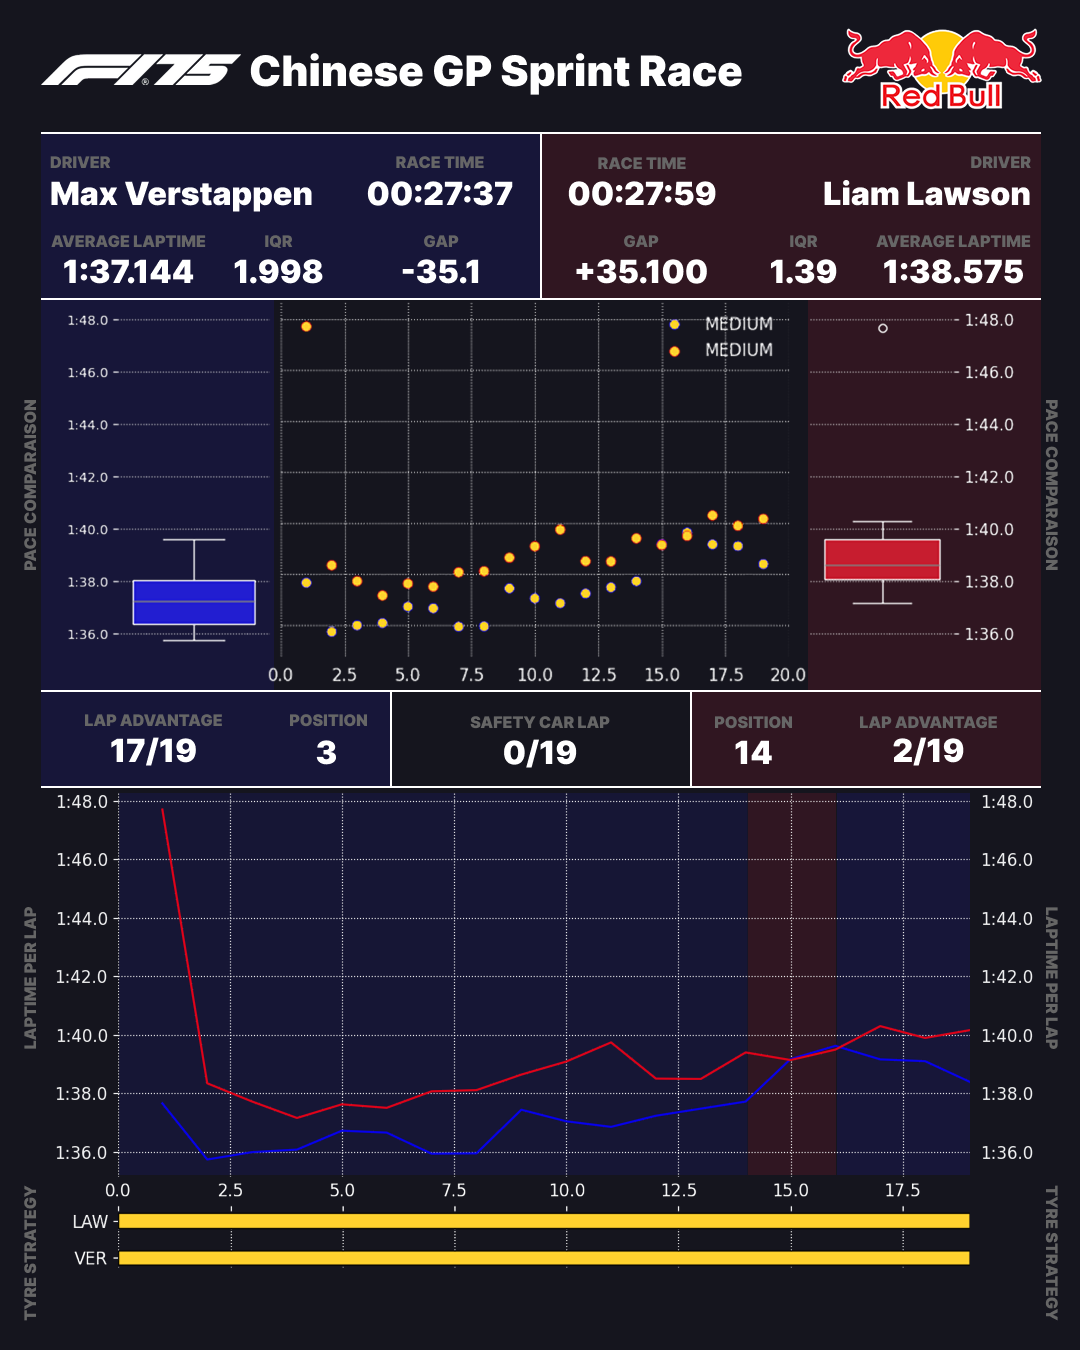 F1 75® Chinese GP Sprint Race
Red Bull
DRIVER
RACE TIME
Max Verstappen
00:27:37
AVERAGE LAPTIME
IQR
GAP
1:37.144
1.998
-35.1
RACE TIME
DRIVER
00:27:59
Liam Lawson
GAP
IQR
AVERAGE LAPTIME
+35.100
1.39
1:38.575
PACE COMPARAISON
1:48.0
1:46.0
1:44.0
1:42.0
1:40.0
1:38.0
1:36.0
MEDIUM
MEDIUM
0.0 2.5 5.0 7.5 10.0 12.5 15.0 17.5 20.0
1:48.0
1:46.0
1:44.0
1:42.0
1:40.0
1:38.0
1:36.0
PACE COMPARAISON
LAP ADVANTAGE
POSITION
17/19
3
SAFETY CAR LAP
0/19
POSITION
LAP ADVANTAGE
14
2/19
LAPTIME PER LAP
1:48.0
1:46.0
1:44.0
1:42.0
1:40.0
1:38.0
1:36.0
1:48.0
1:46.0
1:44.0
1:42.0
1:40.0
1:38.0
1:36.0
LAPTIME PER LAP
0.0 2.5 5.0 7.5 10.0 12.5 15.0 17.5
TYRE STRATEGY
LAW
VER
TYRE STRATEGY